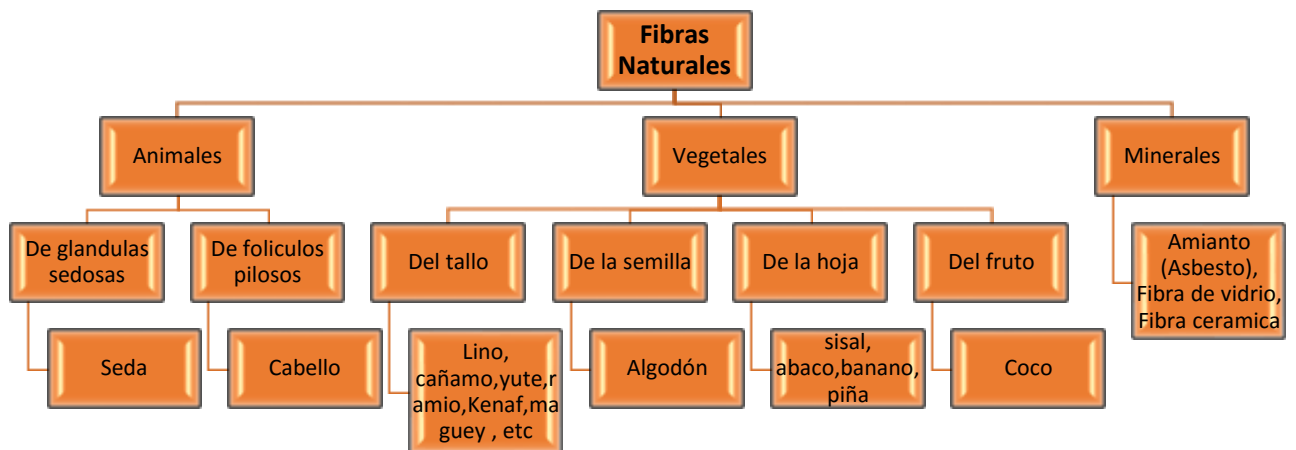 Fibras
Naturales
Animales
Vegetales
Minerales
De glandulas
sedosas
De foliculos
pilosos
Del tallo
De la semilla
De la hoja
Del fruto
Amianto
(Asbesto),
Fibra de vidrio,
Fibra ceramica
Seda
Cabello
Lino,
cañamo,yute,r
amio,Kenaf,ma
guey , etc
Algodón
sisal,
abaco,banano,
piña
Coco